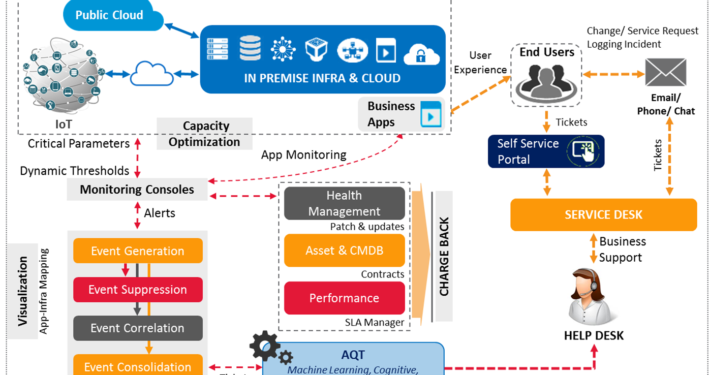 Public Cloud
IN PREMISE INFRA & CLOUD
IoT
Business
Apps
Capacity
Optimization
User
Experience
End Users
Change/ Service Request
Logging Incident
Email/
Phone/ Chat
Tickets
Self Service
Portal
Tickets
SERVICE DESK
Business
Support
HELP DESK
Critical Parameters
Dynamic Thresholds
App Monitoring
Monitoring Consoles
Alerts
Health
Management
Patch & updates
Asset & CMDB
Contracts
Performance
SLA Manager
CHARGE BACK
Visualization
App-Infra Mapping
Event Generation
Event Suppression
Event Correlation
Event Consolidation
AQT
Machine Learning, Cognitive,